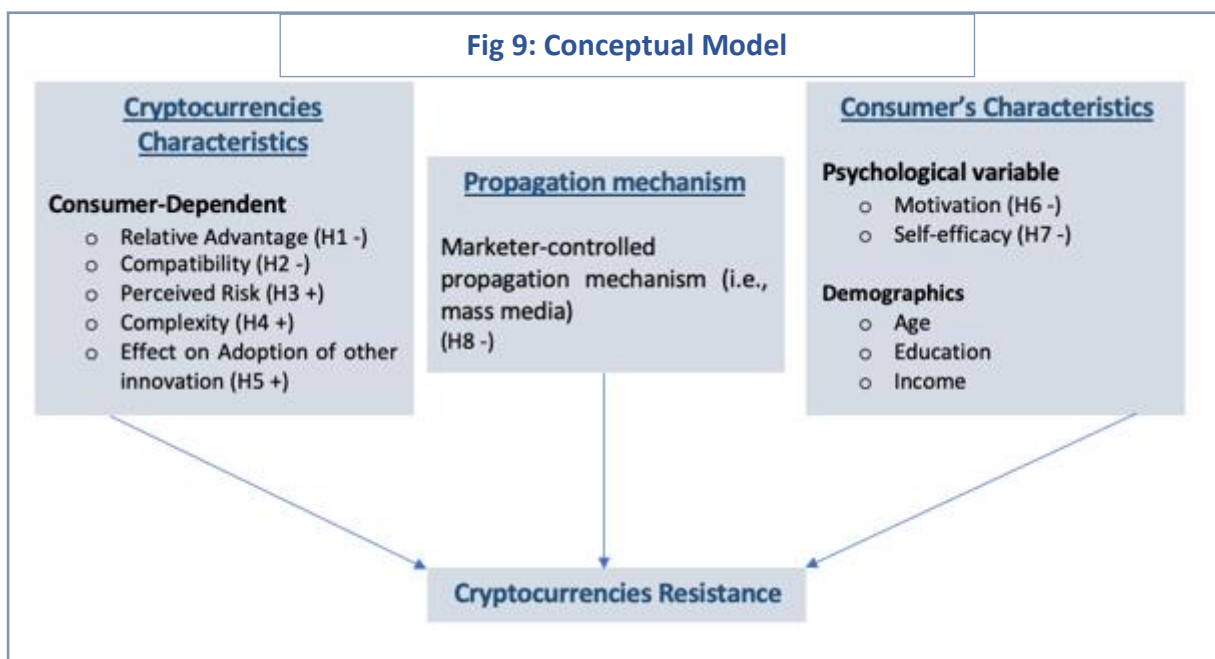 Fig 9: Conceptual Model
Cryptocurrencies
Characteristics
Consumer-Dependent
o Relative Advantage (H1 -)
o Compatibility (H2 -)
o Perceived Risk (H3 +)
o Complexity (H4 +)
o Effect on Adoption of other
innovation (H5 +)
Propagation mechanism
Marketer-controlled
propagation mechanism (i.e.,
mass media)
(H8 -)
Consumer's Characteristics
Psychological variable
o Motivation (H6 -)
o Self-efficacy (H7 -)
Demographics
o Age
o Education
o Income
Cryptocurrencies Resistance